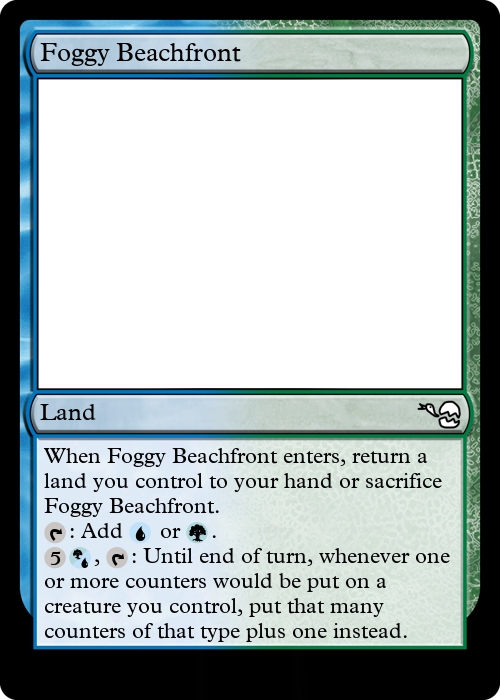 Foggy Beachfront
Land
When Foggy Beachfront enters, return a
land you control to your hand or sacrifice
Foggy Beachfront.
: Add or .
5 , : Until end of turn, whenever one
or more counters would be put on a
creature you control, put that many
counters of that type plus one instead.